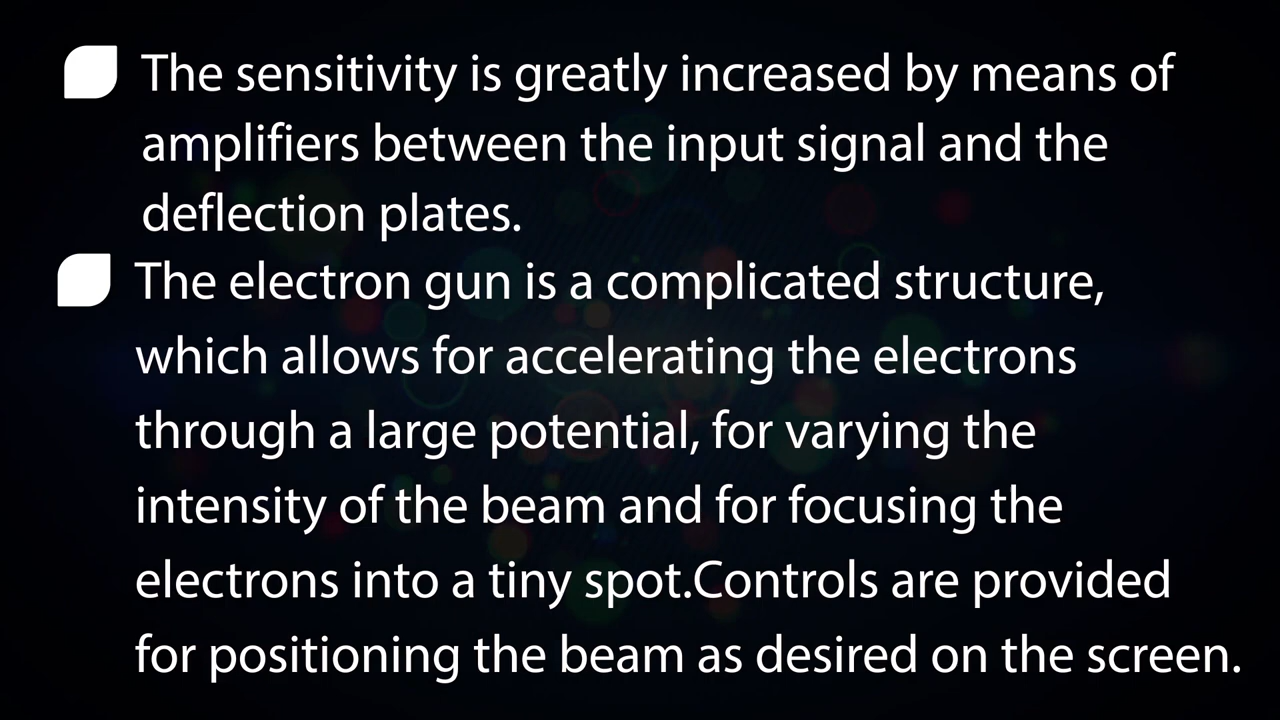 The sensitivity is greatly increased by means of
amplifiers between the input signal and the
deflection plates.
The electron gun is a complicated structure,
which allows for accelerating the electrons
through a large potential, for varying the
intensity of the beam and for focusing the
electrons into a tiny spot.Controls are provided
for positioning the beam as desired on the screen.